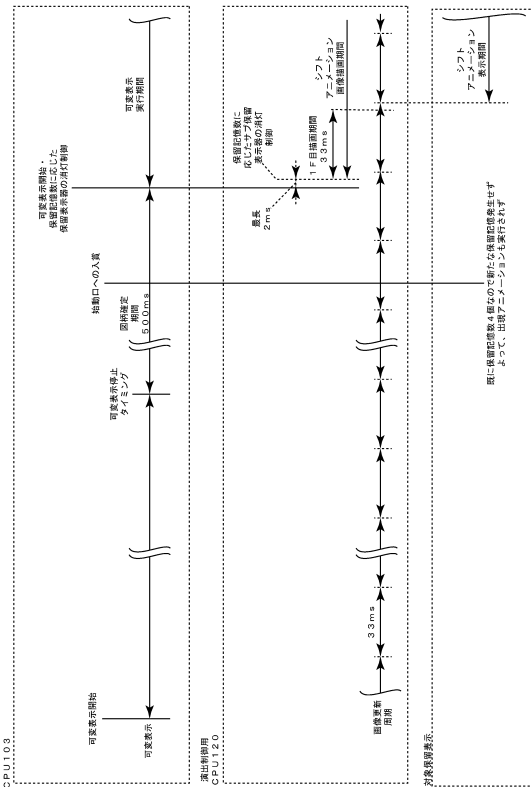 CPU103
可変表示開始
可変表示
可変表示停止
タイミング
図柄確定
期間
500ms
始動口への入賞
可変表示開始・
保留記憶数に応じた
保留表示器の消灯制御
可変表示
実行期間
演出制御用
CPU120
画像更新
周期
33ms
最長
2ms
保留記憶数に
応じたサブ保留
表示器の消灯
制御
1F目描画期間
33ms
シフト
アニメーション
画像描画期間
対象保留表示
既に保留記憶数4個なので新たな保留記憶発生せず
よって、出現アニメーションも実行されず
シフト
アニメーション
表示期間